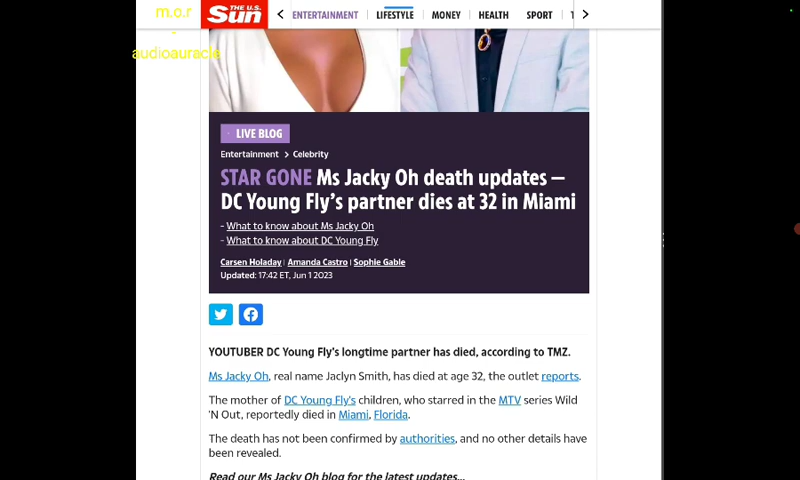 m.o.r
-
audioauracle
THE U.S. Sun
ENTERTAINMENT LIFESTYLE MONEY HEALTH SPORT
LIVE BLOG
Entertainment > Celebrity
STAR GONE Ms Jacky Oh death updates –
DC Young Fly's partner dies at 32 in Miami
- What to know about Ms Jacky Oh
- What to know about DC Young Fly
Carsen Holaday | Amanda Castro | Sophie Gable
Updated: 17:42 ET, Jun 1 2023
YOUTUBER DC Young Fly's longtime partner has died, according to TMZ.
Ms Jacky Oh, real name Jaclyn Smith, has died at age 32, the outlet reports.
The mother of DC Young Fly's children, who starred in the MTV series Wild
'N Out, reportedly died in Miami, Florida.
The death has not been confirmed by authorities, and no other details have
been revealed.
Read our Ms Jacky Oh blog for the latest updates...